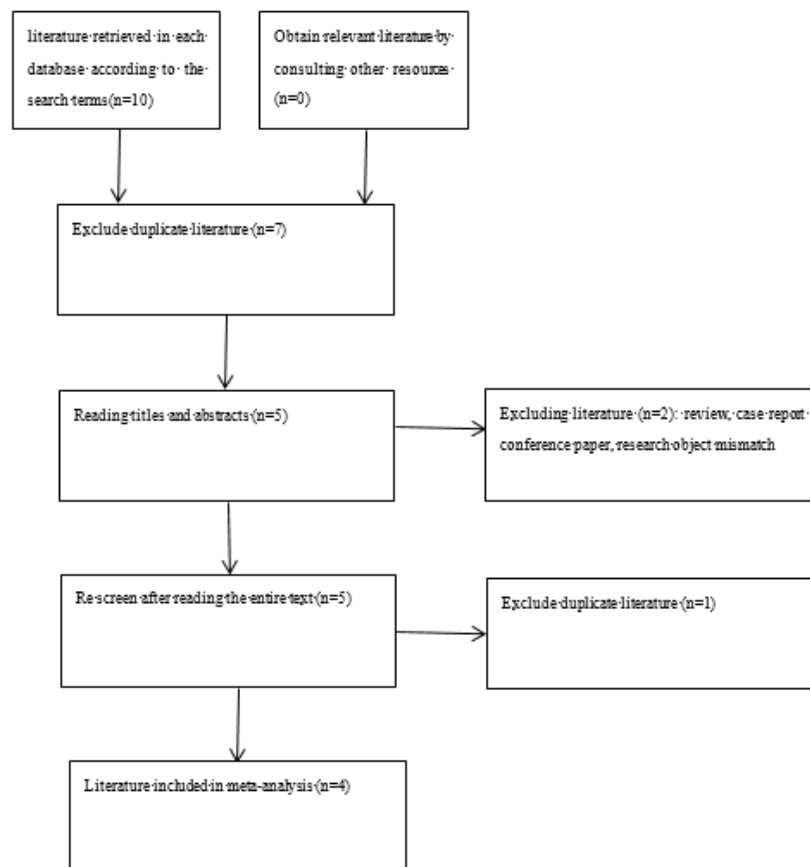 literature retrieved in each
database according to the
search terms(n=10)
Obtain relevant literature by
consulting other resources
(n=0)
Exclude duplicate literature (n=7)
Reading titles and abstracts (n=5)
Excluding literature (n=2): review, case report
conference paper, research object mismatch
Re screen after reading the entire text (n=5)
Exclude duplicate literature (n=1)
Literature included in meta-analysis (n=4)